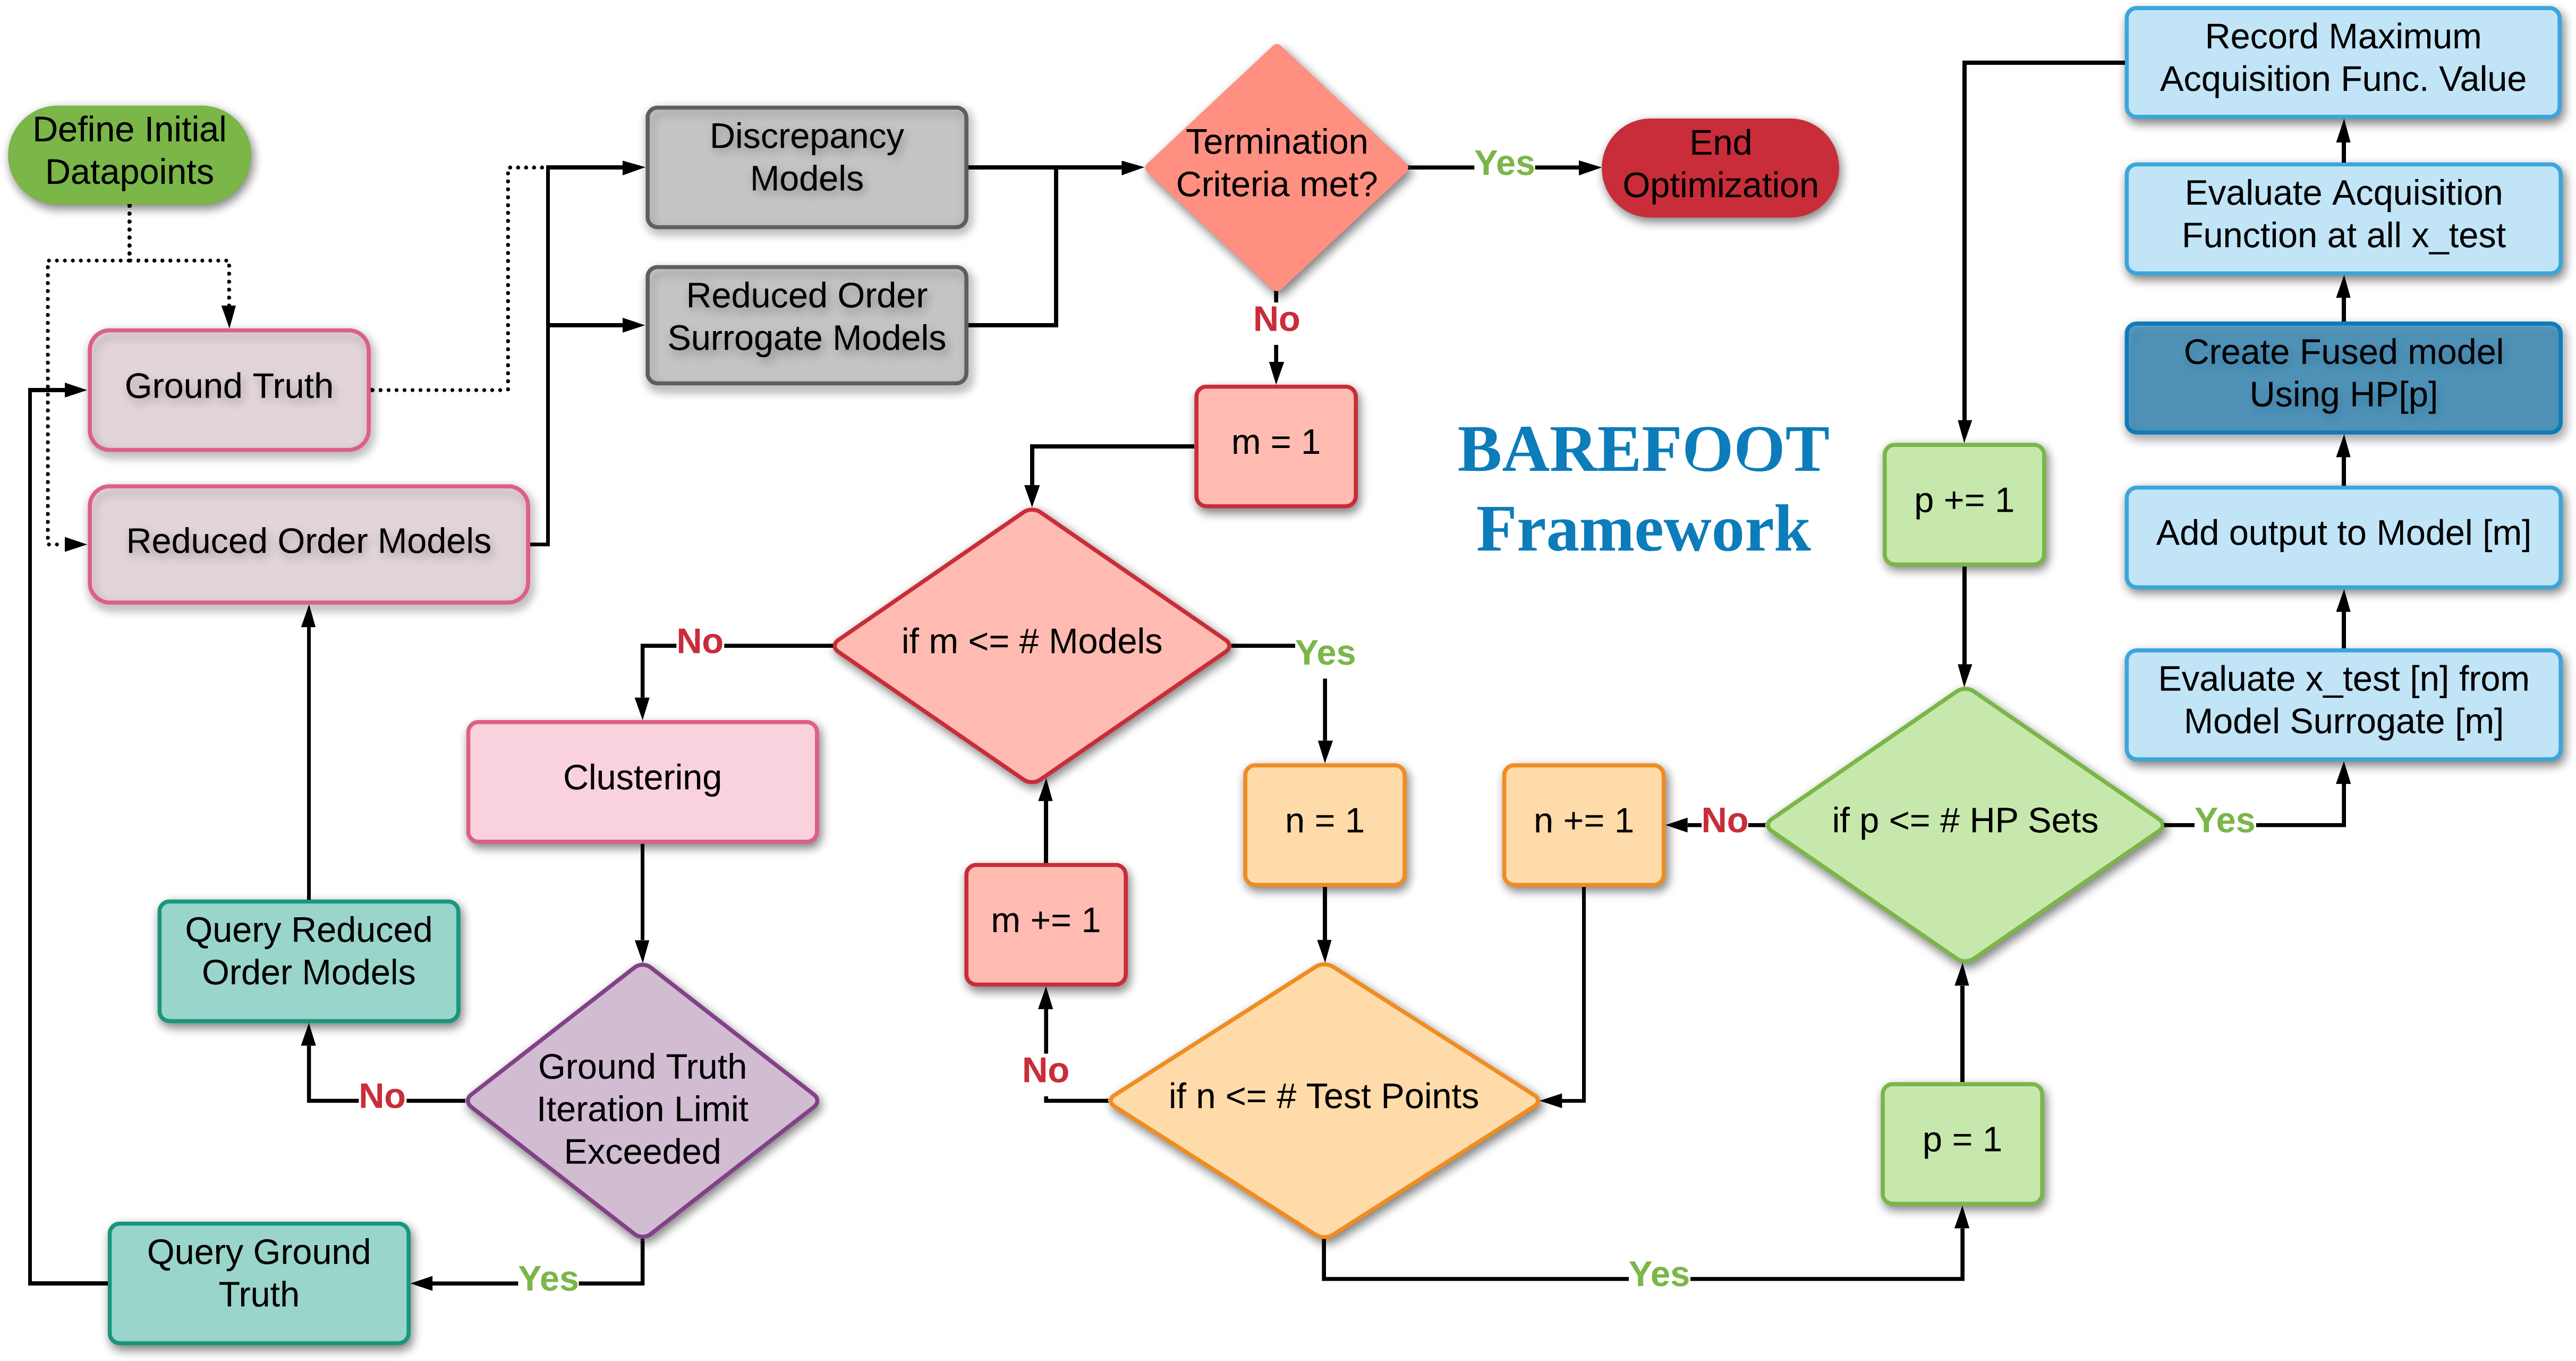 Define Initial
Datapoints
Ground Truth
Reduced Order Models
Discrepancy
Models
Reduced Order
Surrogate Models
Termination
Criteria met?
Yes
End
Optimization
No
m = 1
BAREFOOT
Framework
if m <= # Models
No
Yes
Clustering
Ground Truth
Iteration Limit
Exceeded
No
Query Reduced
Order Models
Yes
Query Ground
Truth
m += 1
No
n = 1
if n <= # Test Points
n += 1
No
Yes
p = 1
if p <= # HP Sets
p += 1
Yes
Record Maximum
Acquisition Func. Value
Evaluate Acquisition
Function at all x_test
Create Fused model
Using HP[p]
Add output to Model [m]
Evaluate x_test [n] from
Model Surrogate [m]